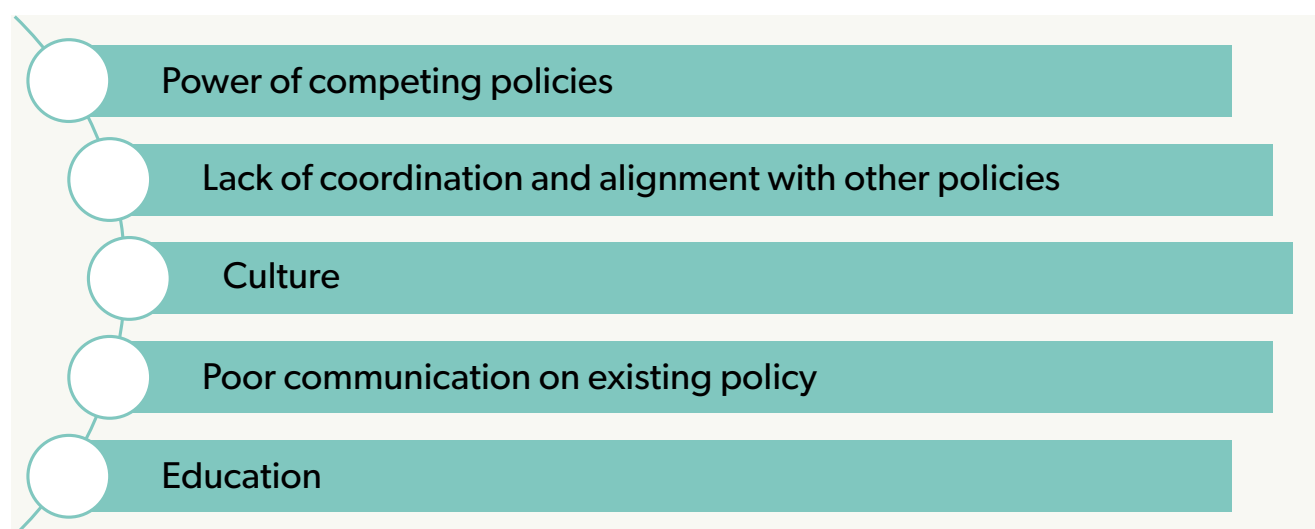 Power of competing policies
Lack of coordination and alignment with other policies
Culture
Poor communication on existing policy
Education